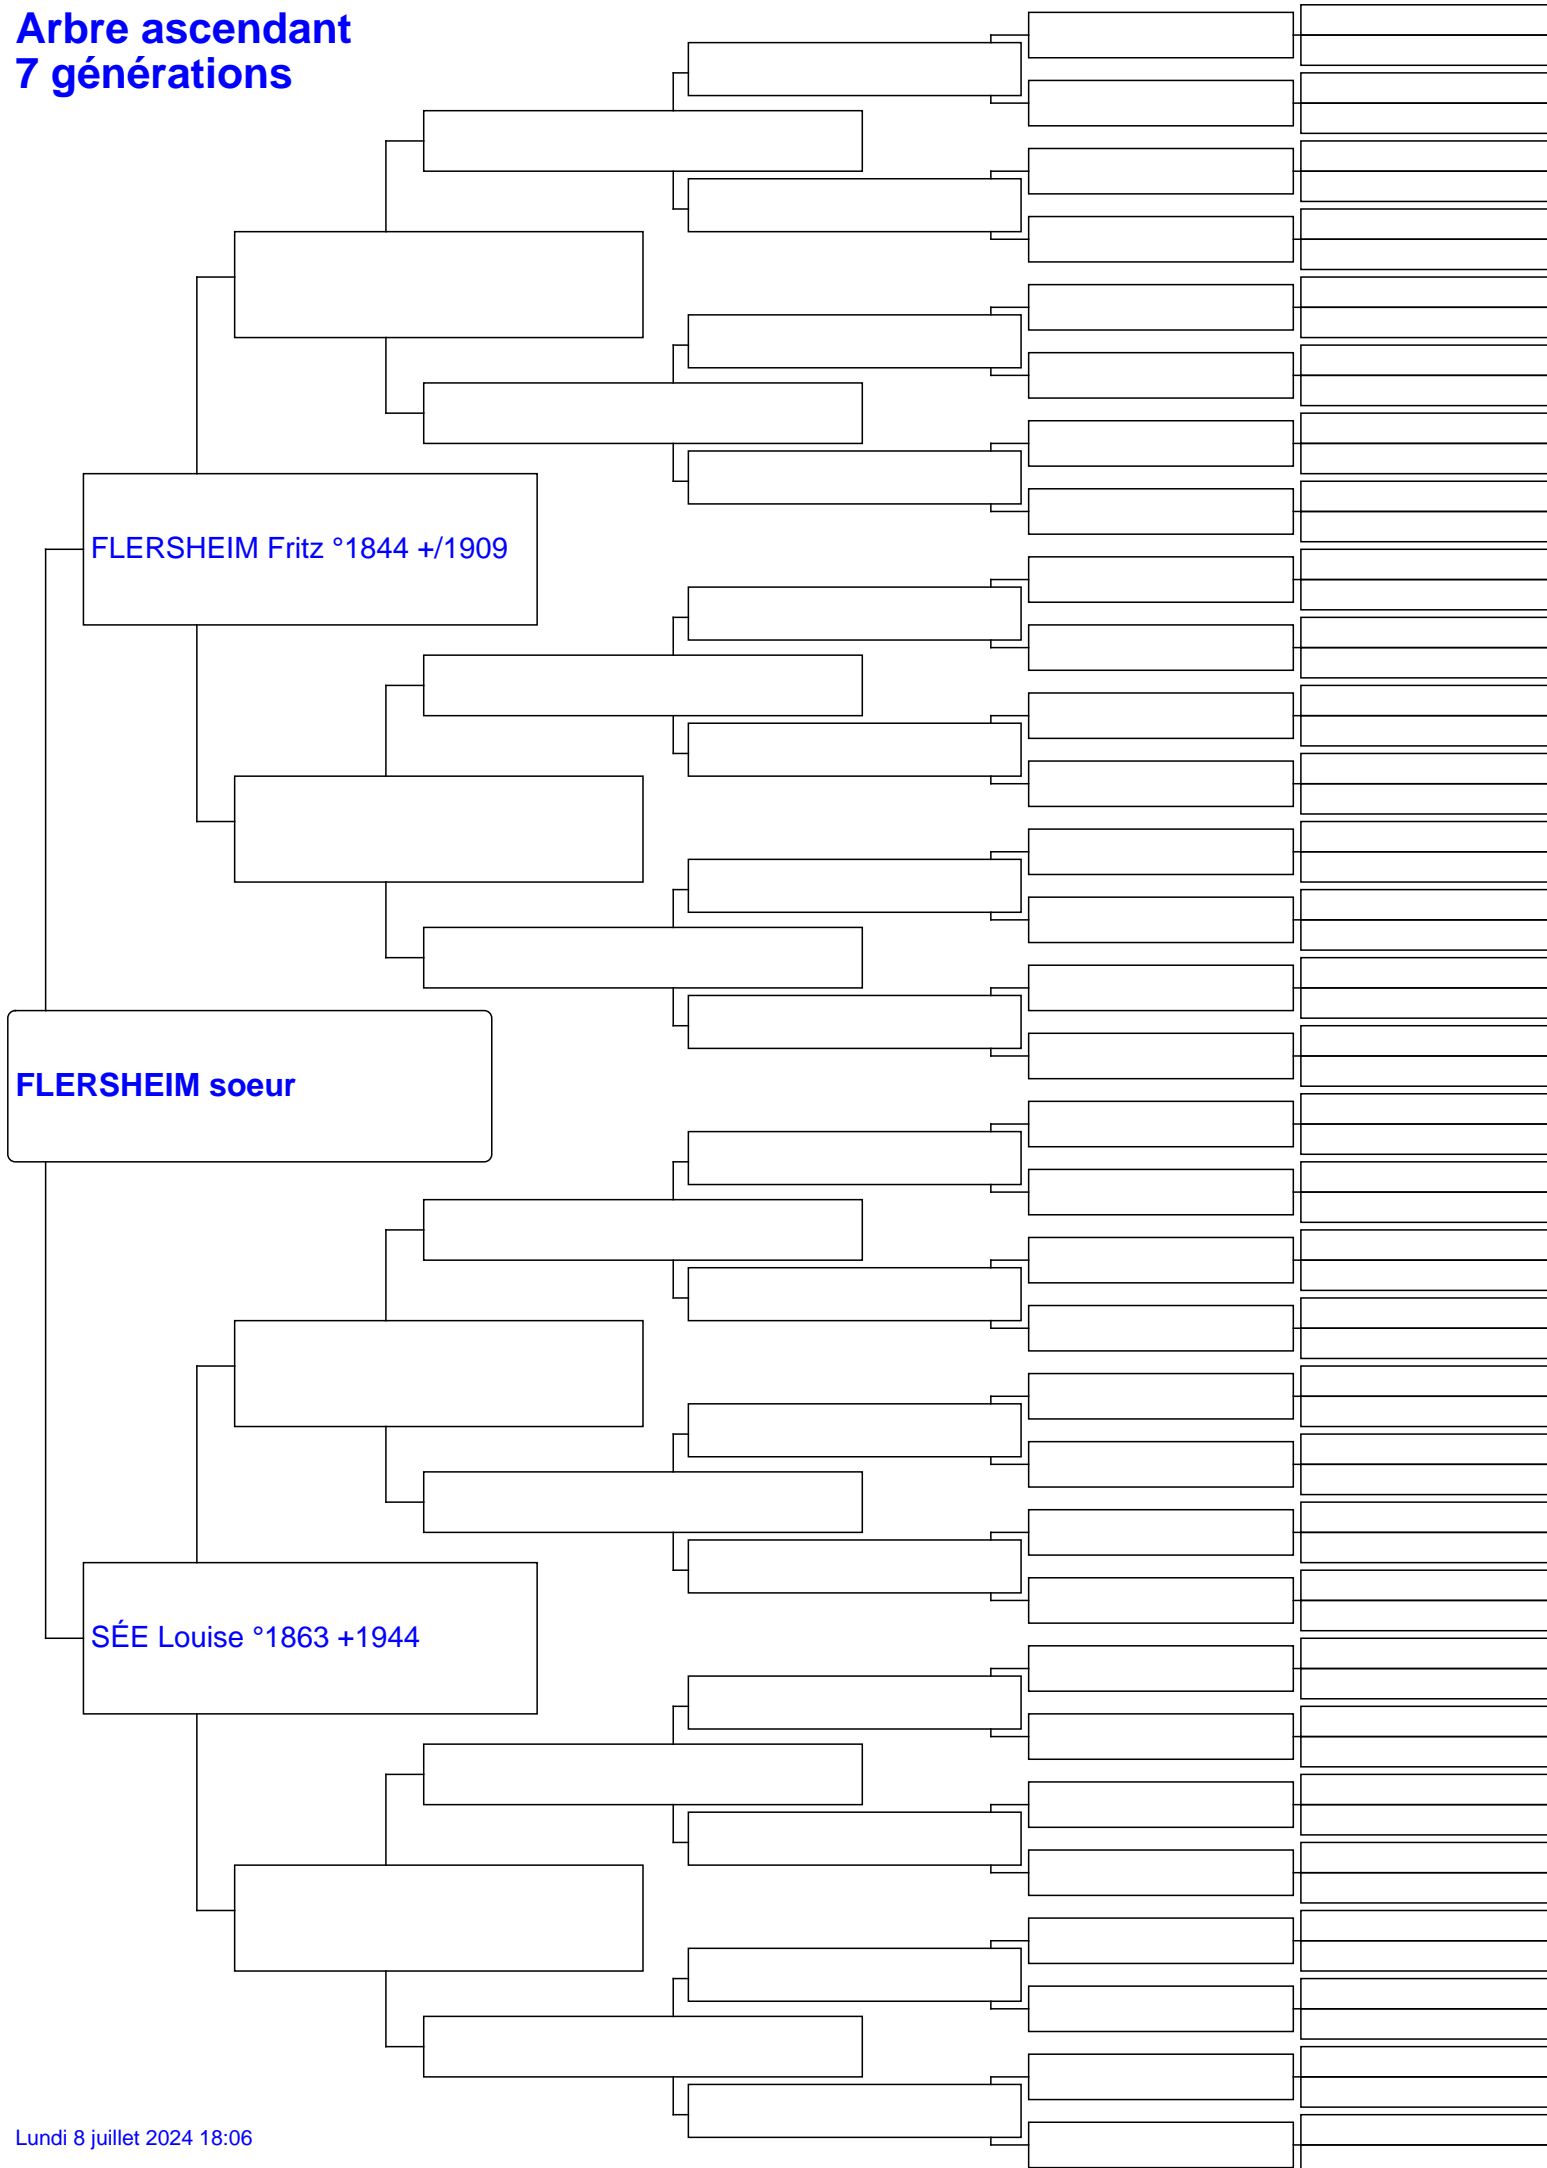 Arbre ascendant
7 générations
FLERSHEIM Fritz °1844 +/1909
FLERSHEIM soeur
SÉE Louise °1863 +1944
Lundi 8 juillet 2024 18:06